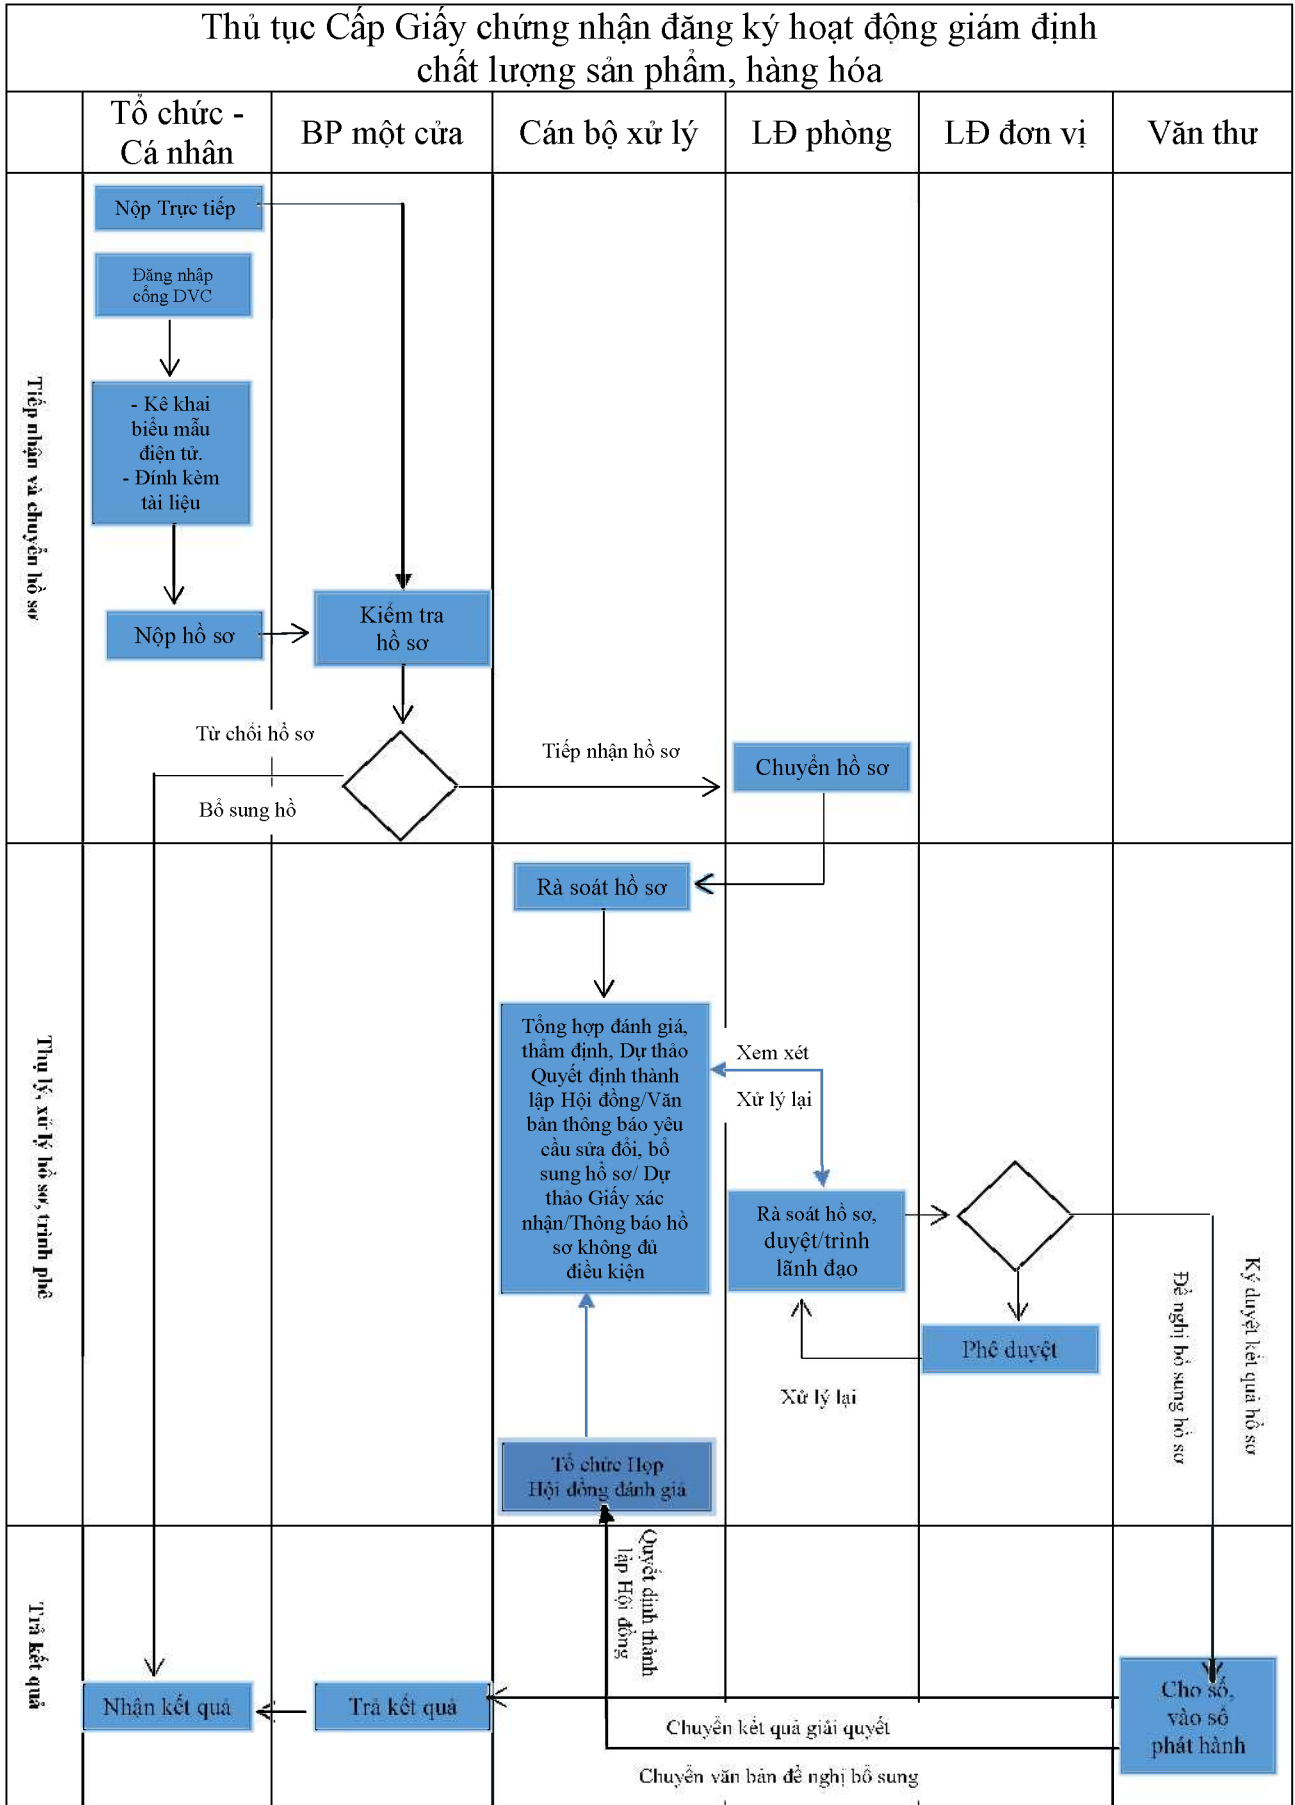 Thủ tục Cấp Giấy chứng nhận đăng ký hoạt động giám định
chất lượng sản phẩm, hàng hóa
Tổ chức -
Cá nhân
BP một cửa
Cán bộ xử lý
LĐ phòng
LĐ đơn vị
Văn thư
Tiếp nhận và chuyển hồ sơ
Nộp Trực tiếp
Đăng nhập
cổng DVC
- Kê khai
biểu mẫu
điện tử.
- Đính kèm
tài liệu
Nộp hồ sơ
Kiểm tra
hồ sơ
Từ chối hồ sơ
Bổ sung hồ
Tiếp nhận hồ sơ
Chuyển hồ sơ
Thụ lý, xử lý hồ sơ, trình phê
Rà soát hồ sơ
Tổng hợp đánh giá,
thẩm định, Dự thảo
Quyết định thành
lập Hội đồng/Văn
bản thông báo yêu
cầu sửa đổi, bổ
sung hồ sơ/ Dự
thảo Giấy xác
nhận/Thông báo hồ
sơ không đủ
điều kiện
Xem xét
Xử lý lại
Rà soát hồ sơ,
duyệt/trình
lãnh đạo
Phê duyệt
Xử lý lại
Ký duyệt kết quả hồ sơ
Đề nghị bổ sung hồ sơ
Tổ chức Họp
Hội đồng đánh giá
Trả kết quả
Quyết định thành
lập Hội đồng
Nhận kết quả
Trả kết quả
Cho số,
vào sổ
phát hành
Chuyển kết quả giải quyết
Chuyển văn bản đề nghị bổ sung